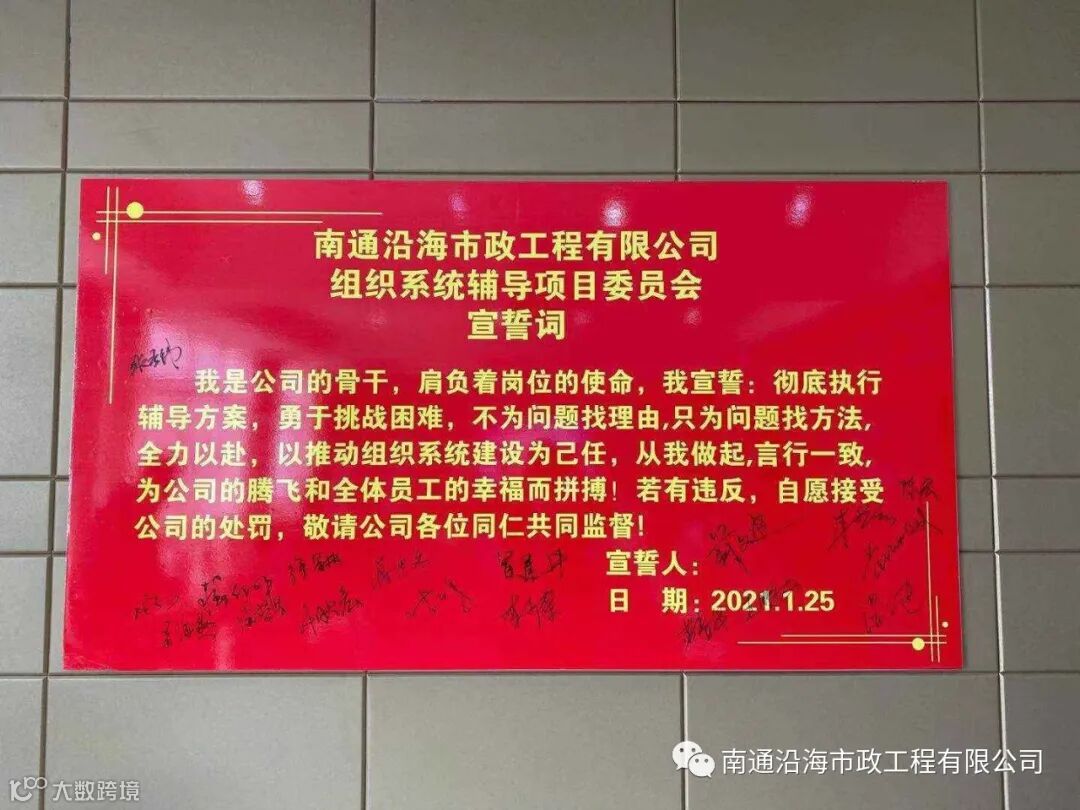 南通沿海市政工程有限公司
组织系统辅导项目委员会
宣誓词
我是公司的骨干，肩负着岗位的使命，我宣誓：彻底执行
辅导方案，勇于挑战困难，不为问题找理由,只为问题找方法,
全力以赴，以推动组织系统建设为己任，从我做起,言行一致,
为公司的腾飞和全体员工的幸福而拼搏！若有违反，自愿接受
公司的处罚，敬请公司各位同仁共同监督！
宣誓人：
日 期：2021.1.25
南通沿海市政工程有限公司
大数跨境